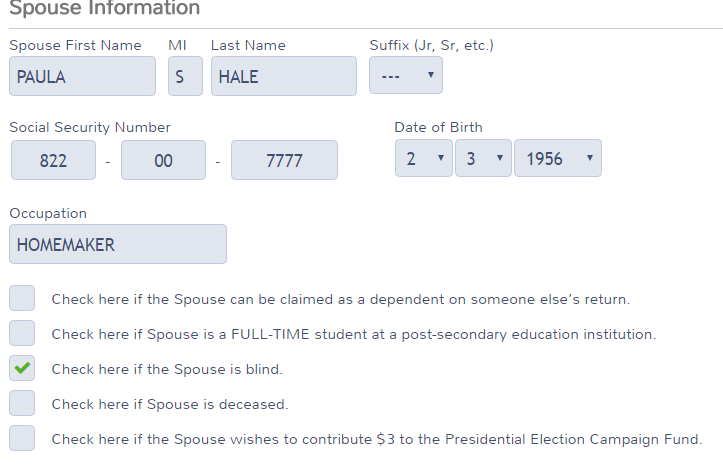 Spouse Information
Spouse First Name MI Last Name Suffix (Jr, Sr, etc.)
PAULA S HALE ---
Social Security Number Date of Birth
822 - 00 - 7777 2 3 1956
Occupation
HOMEMAKER
Check here if the Spouse can be claimed as a dependent on someone else's return.
Check here if Spouse is a FULL-TIME student at a post-secondary education institution.
Check here if the Spouse is blind.
Check here if Spouse is deceased.
Check here if the Spouse wishes to contribute $3 to the Presidential Election Campaign Fund.